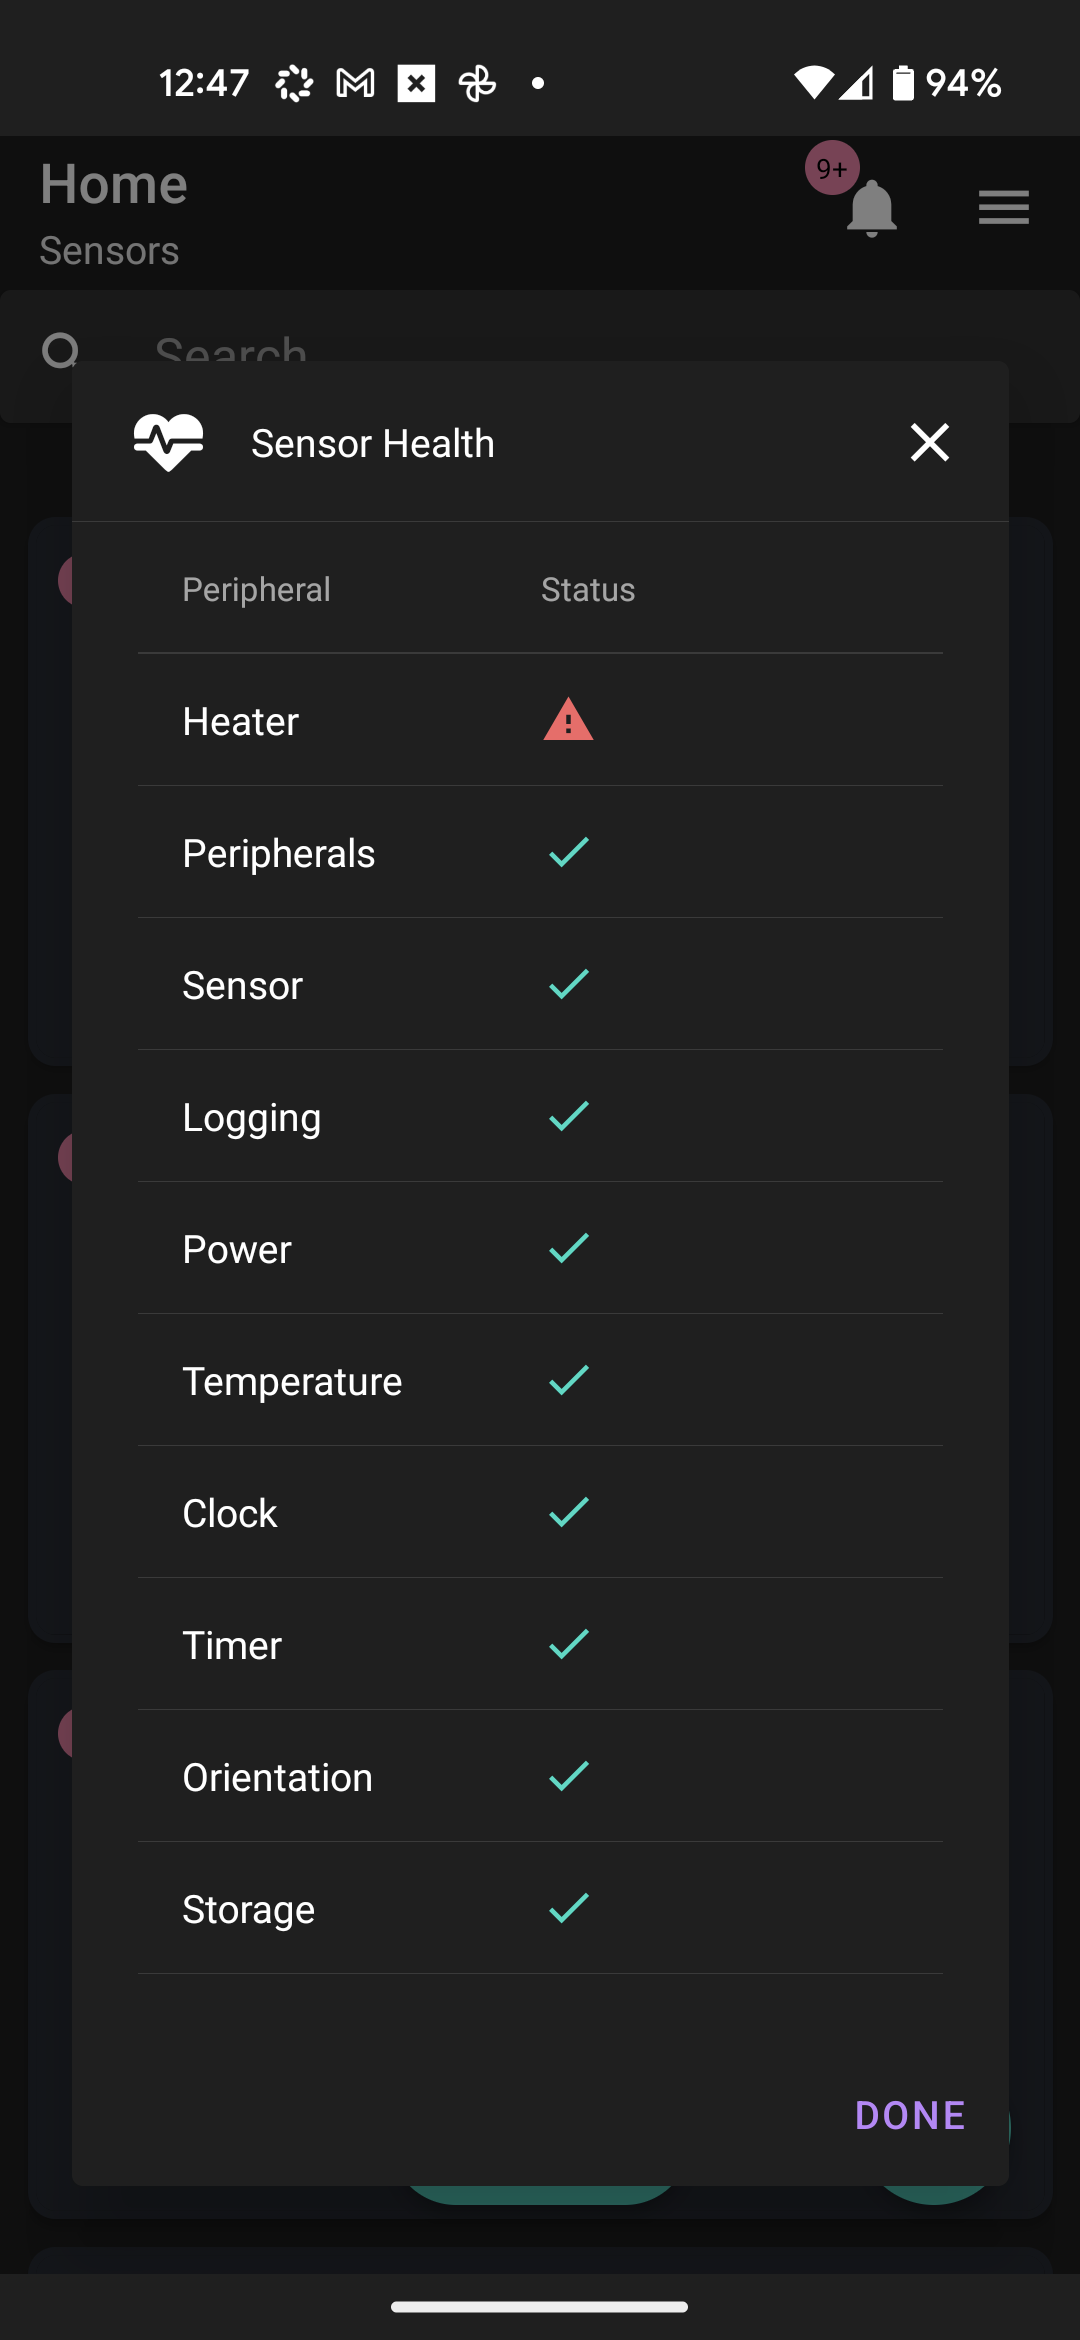 12:47
94%
Home
9+
Sensors
Search
Sensor Health
Peripheral Status
Heater
Peripherals
Sensor
Logging
Power
Temperature
Clock
Timer
Orientation
Storage
DONE